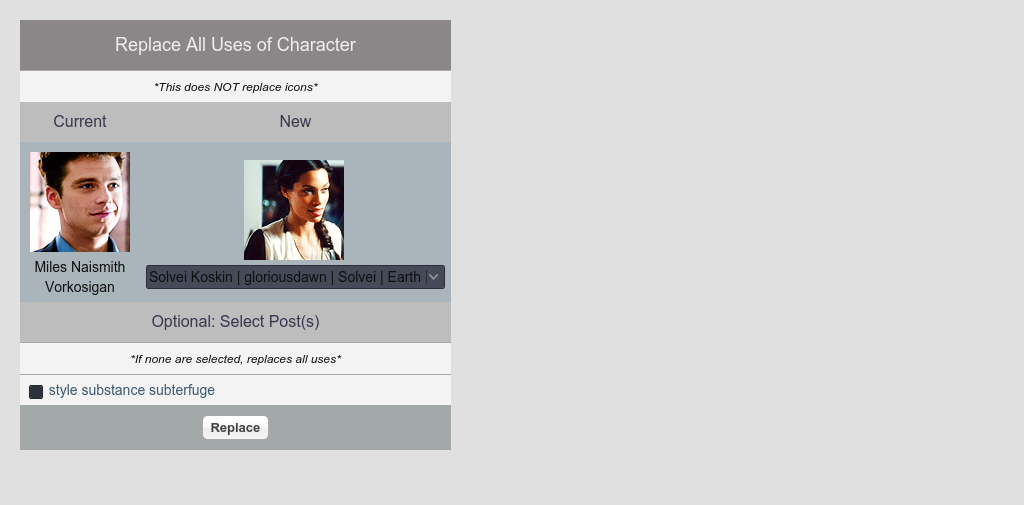 Replace All Uses of Character
*This does NOT replace icons*
Current
New
Miles Naismith
Vorkosigan
Solvei Koskin | gloriousdawn | Solvei | Earth |
Optional: Select Post(s)
*If none are selected, replaces all uses*
style substance subterfuge
Replace